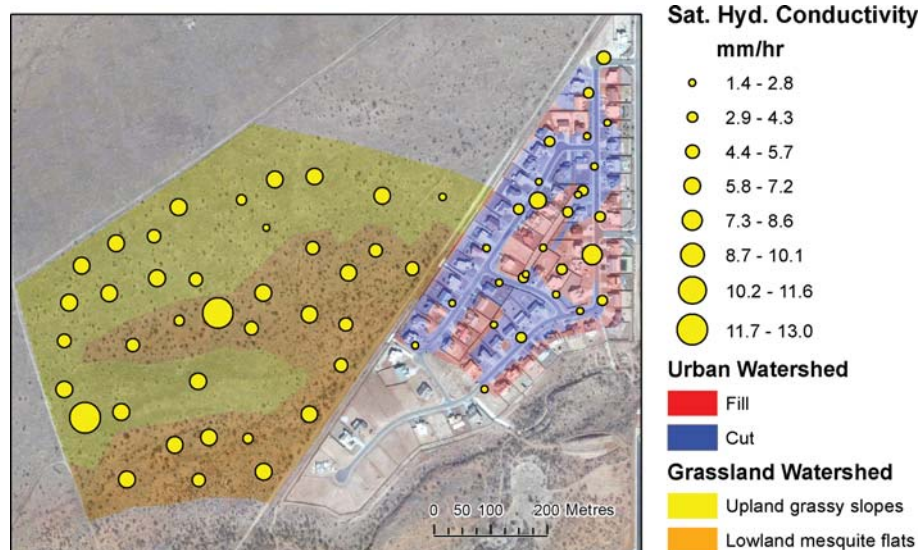 Sat. Hyd. Conductivity
mm/hr
1.4 - 2.8
2.9 - 4.3
4.4 - 5.7
5.8 - 7.2
7.3 - 8.6
8.7 - 10.1
10.2 - 11.6
11.7 - 13.0
Urban Watershed
Fill
Cut
Grassland Watershed
Upland grassy slopes
Lowland mesquite flats
0 50 100 200 Metres